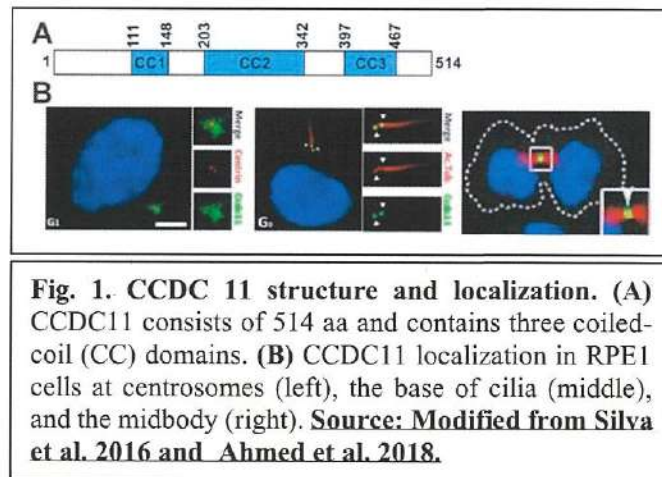 A
111 148 203 342 397 467
1 CC1 CC2 CC3 514
B
Merge Merge
Centrin Ac.Tub
G1 G0
Fig. 1. CCDC 11 structure and localization. (A)
CCDC11 consists of 514 aa and contains three coiled-
coil (CC) domains. (B) CCDC11 localization in RPE1
cells at centrosomes (left), the base of cilia (middle),
and the midbody (right). Source: Modified from Silva
et al. 2016 and Ahmed et al. 2018.